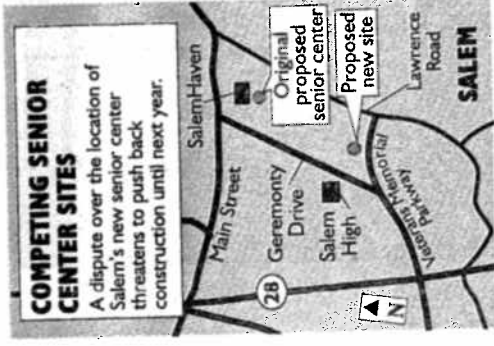 COMPETING SENIOR
CENTER SITES
A dispute over the location of
Salem's new senior center
threatens to push back
construction until next year.
SalemHaven
Main Street
Original
proposed
senior center
Proposed
new site
Geremonty
Drive
Salem
High
Lawrence
Road
Veterans Memorial
Parkway
SALEM
28
N